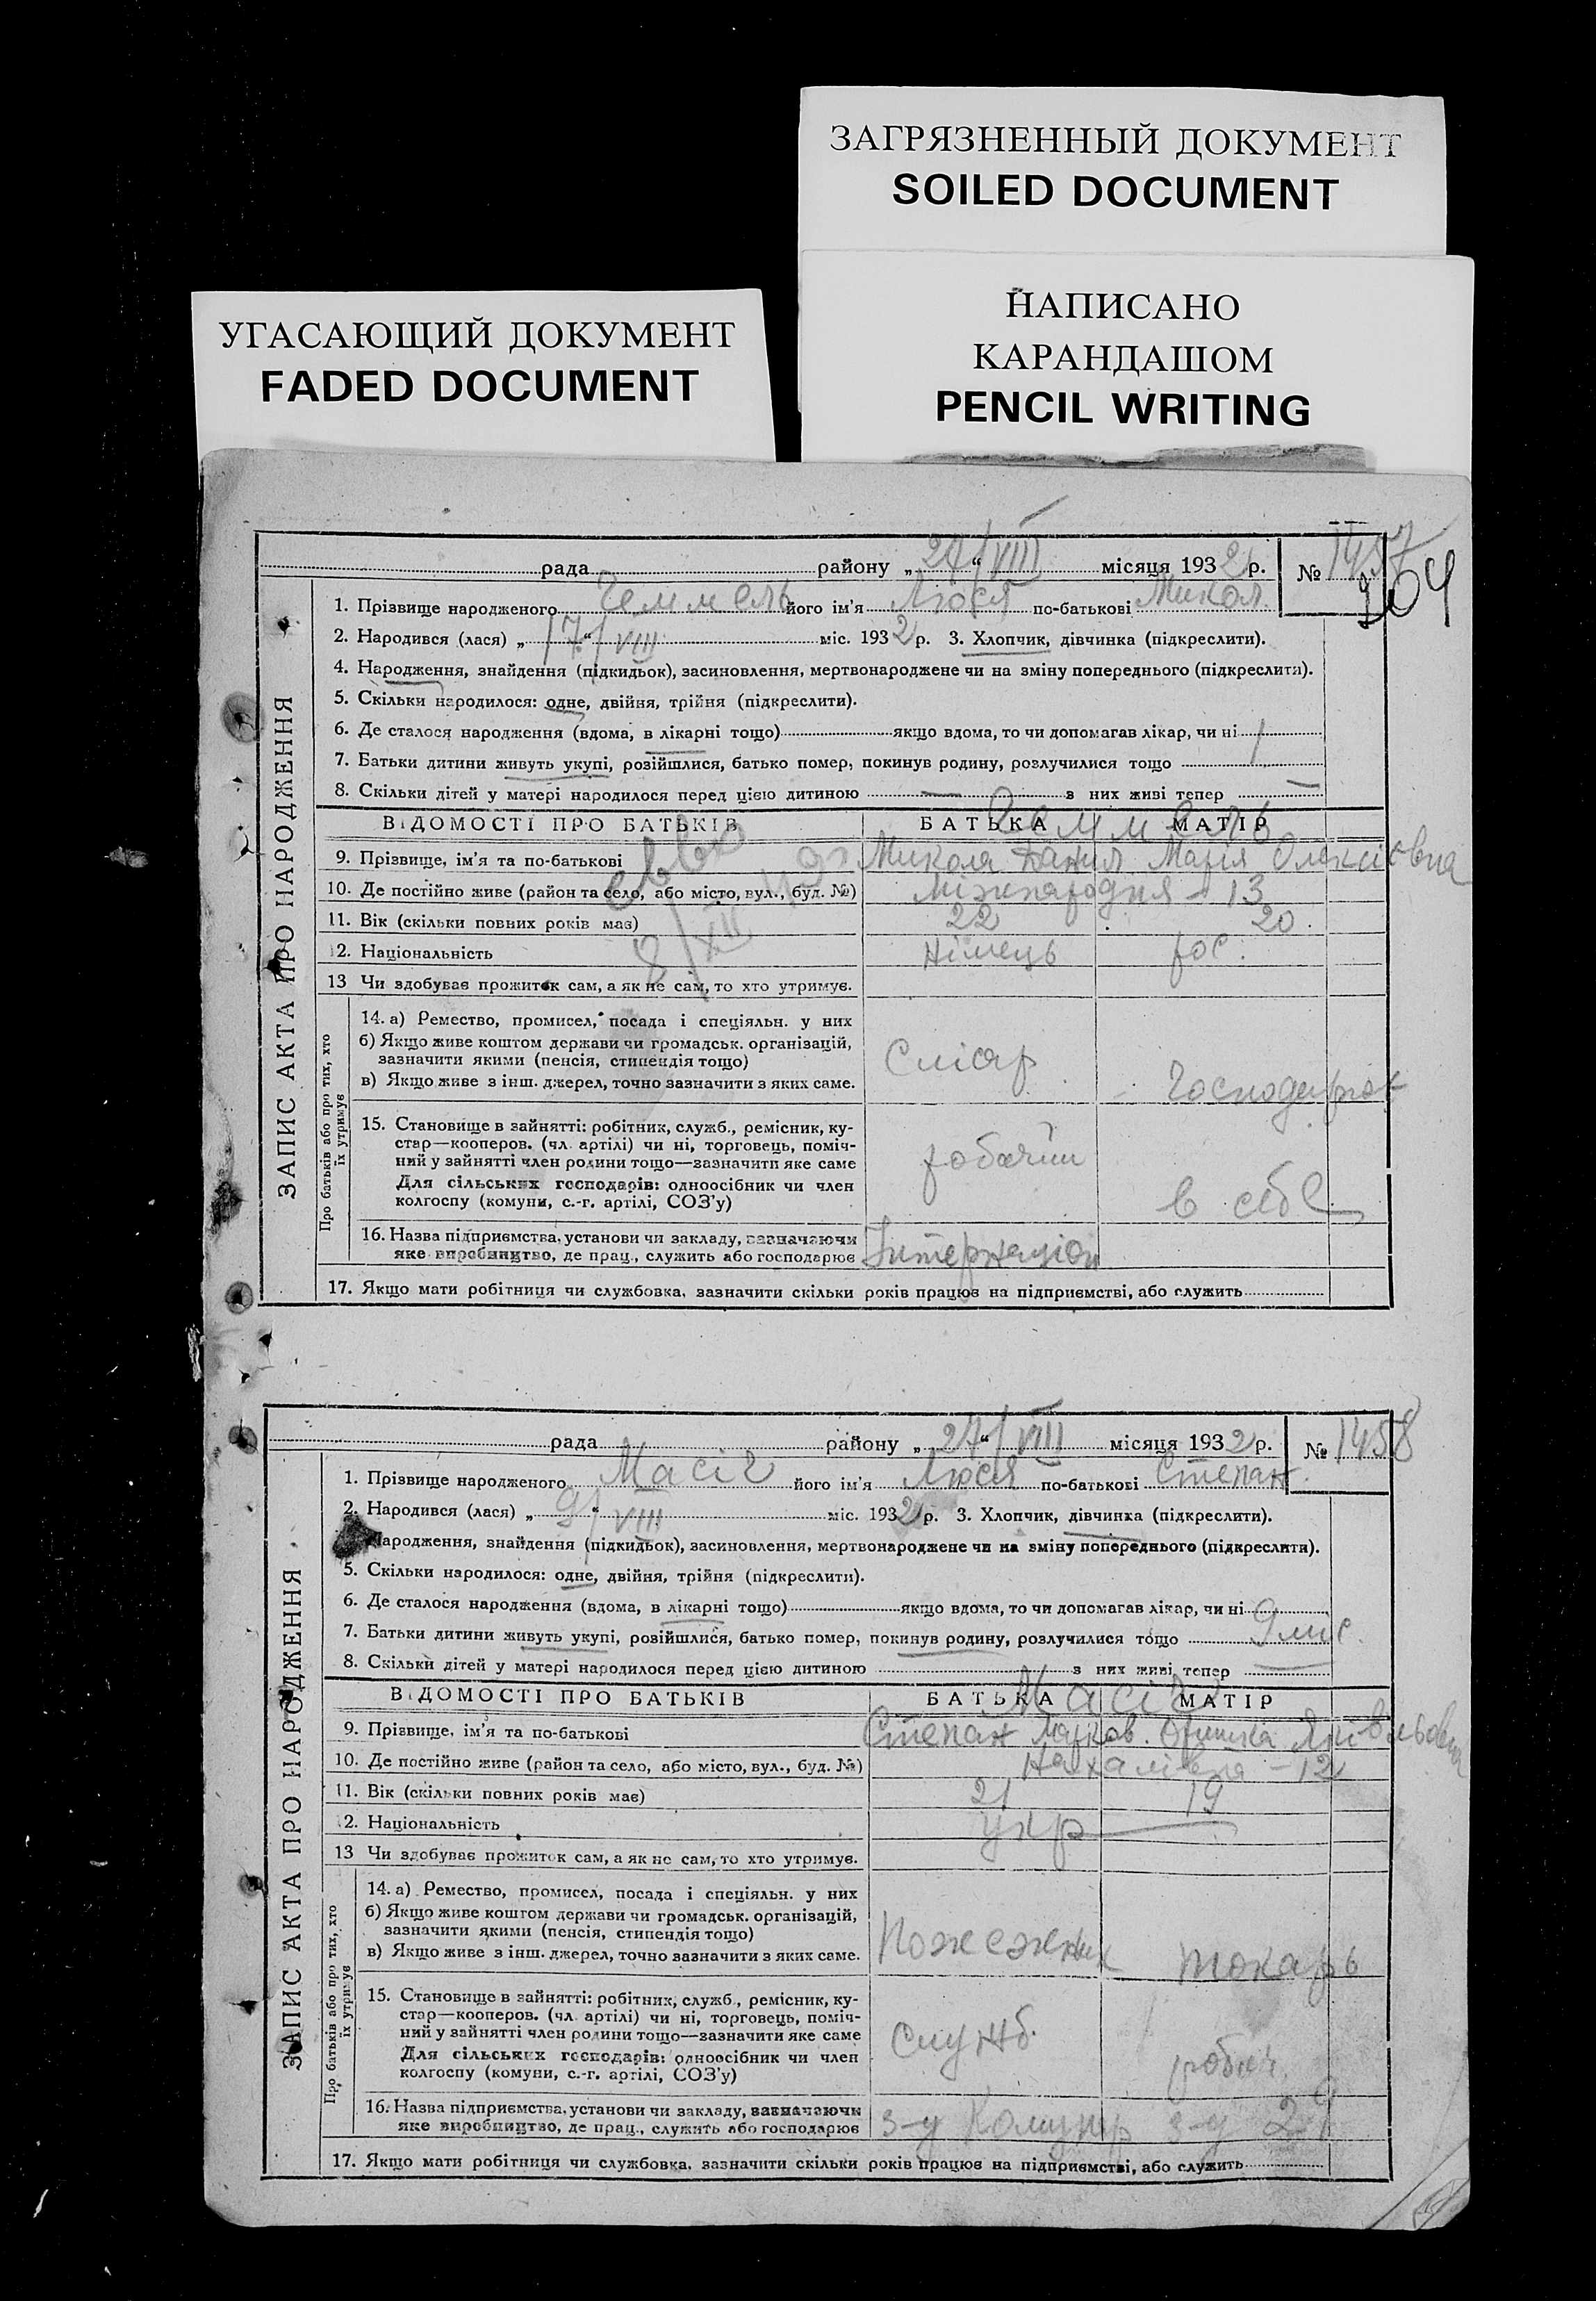 ЗАГРЯЗНЕННЫЙ ДОКУМЕНТ
SOILED DOCUMENT
УГАСАЮЩИЙ ДОКУМЕНТ
FADED DOCUMENT
НАПИСАНО
КАРАНДАШОМ
PENCIL WRITING
ЗАПИС АКТА ПРО НАРОДЖЕННЯ
рада району „27“ VIII місяця 1932 р. № 1457
204
1. Прізвище народженого Геммель його ім'я Люся по-батькові Микол.
2. Народився (лася) „17“ VIII міс. 1932 р. 3. Хлопчик, дівчинка (підкреслити).
4. Народження, знайдення (підкидьок), засиновлення, мертвонароджене чи на зміну попереднього (підкреслити).
5. Скільки народилося: одне, двійня, трійня (підкреслити).
6. Де сталося народження (вдома, в лікарні тощо) якщо вдома, то чи допомагав лікар, чи ні
7. Батьки дитини живуть укупі, розійшлися, батько помер, покинув родину, розлучилися тощо
8. Скільки дітей у матері народилося перед цією дитиною — з них живі тепер —
ВІДОМОСТІ ПРО БАТЬКІВ БАТЬКА МАТІР
Геммель
9. Прізвище, ім'я та по-батькові Микола Данил Марія Олексіївна
10. Де постійно живе (район та село, або місто, вул., буд. №) Міжнародня – 13
11. Вік (скільки повних років має) 22 20
12. Національність Німець рос.
13 Чи здобуває прожиток сам, а як не сам, то хто утримує.
Про батьків або про тих, хто їх утримує
14. а) Ремество, промисел, посада і спеціяльн. у них
б) Якщо живе коштом держави чи громадськ. організацій,
зазначити якими (пенсія, стипендія тощо)
Слюсар
в) Якщо живе з інш. джерел, точно зазначити з яких саме.
15. Становище в зайнятті: робітник, служб., ремісник, ку-
стар—кооперов. (чл. артілі) чи ні, торговець, поміч-
ний у зайнятті член родини тощо—зазначити яке саме
робочий
Для сільських господарів: одноосібник чи член
колгоспу (комуни, с.-г. артілі, СОЗ'у)
в себе
16. Назва підприємства, установи чи закладу, зазначаючи
яке виробництво, де прац., служить або господарює Інтернаціон
17. Якщо мати робітниця чи службовка, зазначити скільки років працює на підприємстві, або служить
ЗАПИС АКТА ПРО НАРОДЖЕННЯ
рада району „27“ VIII місяця 1932 р. № 1458
1. Прізвище народженого Масіч його ім'я Люся по-батькові Степан.
2. Народився (лася) „9“ VIII міс. 1932 р. 3. Хлопчик, дівчинка (підкреслити).
Народження, знайдення (підкидьок), засиновлення, мертвонароджене чи на зміну попереднього (підкреслити).
5. Скільки народилося: одне, двійня, трійня (підкреслити).
6. Де сталося народження (вдома, в лікарні тощо) якщо вдома, то чи допомагав лікар, чи ні
7. Батьки дитини живуть укупі, розійшлися, батько помер, покинув родину, розлучилися тощо 9 міс.
8. Скільки дітей у матері народилося перед цією дитиною з них живі тепер
ВІДОМОСТІ ПРО БАТЬКІВ БАТЬКА МАТІР
Масіч
9. Прізвище, ім'я та по-батькові Степан
10. Де постійно живе (район та село, або місто, вул., буд. №) Нахалівка – 12
11. Вік (скільки повних років має) 21 19
12. Національність укр
13 Чи здобуває прожиток сам, а як не сам, то хто утримує.
Про батьків або про тих, хто їх утримує
14. а) Ремество, промисел, посада і спеціяльн. у них
б) Якщо живе коштом держави чи громадськ. організацій,
зазначити якими (пенсія, стипендія тощо)
в) Якщо живе з інш. джерел, точно зазначити з яких саме.
Пожежник токарь
15. Становище в зайнятті: робітник, служб., ремісник, ку-
стар—кооперов. (чл. артілі) чи ні, торговець, поміч-
ний у зайнятті член родини тощо—зазначити яке саме
Служб. робоч.
Для сільських господарів: одноосібник чи член
колгоспу (комуни, с.-г. артілі, СОЗ'у)
16. Назва підприємства, установи чи закладу, зазначаючи
яке виробництво, де прац., служить або господарює з-у Комунар з-у 29
17. Якщо мати робітниця чи службовка, зазначити скільки років працює на підприємстві, або служить